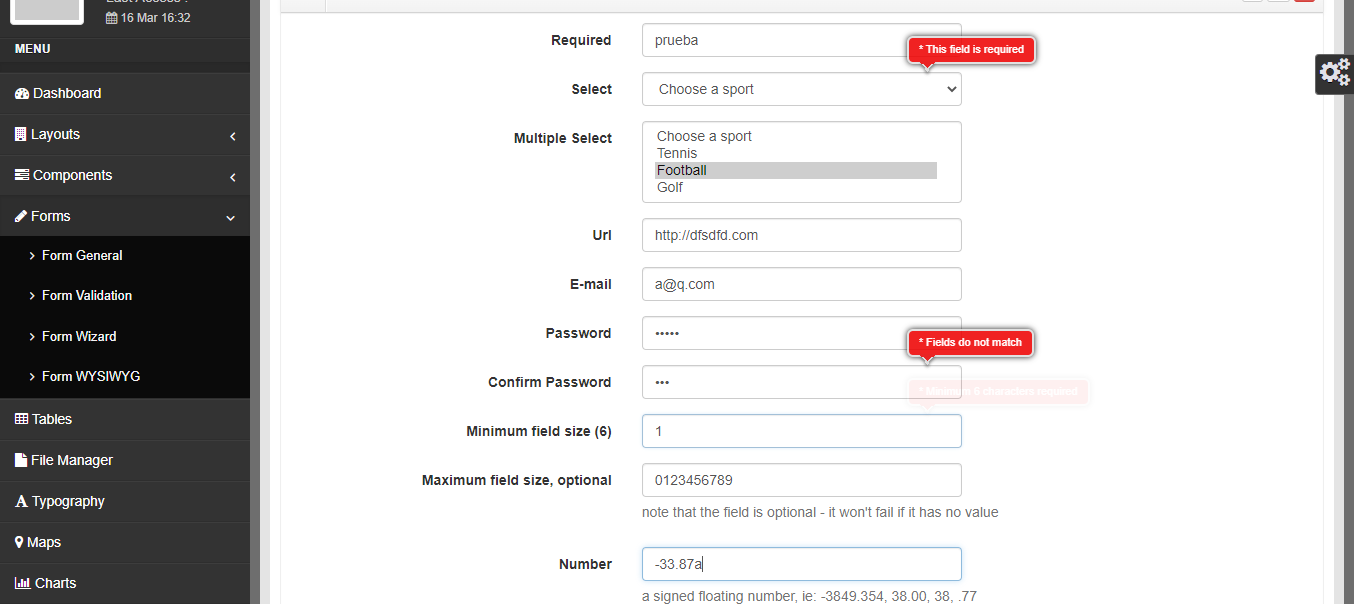 Last Access :
16 Mar 16:32
MENU
Dashboard
Layouts
Components
Forms
Form General
Form Validation
Form Wizard
Form WYSIWYG
Tables
File Manager
Typography
Maps
Charts
Required
prueba
* This field is required
Select
Choose a sport
Multiple Select
Choose a sport
Tennis
Football
Golf
Url
http://dfsdfd.com
E-mail
a@q.com
Password
•••••
* Fields do not match
Confirm Password
•••
* Minimum 6 characters required
Minimum field size (6)
1
Maximum field size, optional
0123456789
note that the field is optional - it won't fail if it has no value
Number
-33.87a
a signed floating number, ie: -3849.354, 38.00, 38, .77